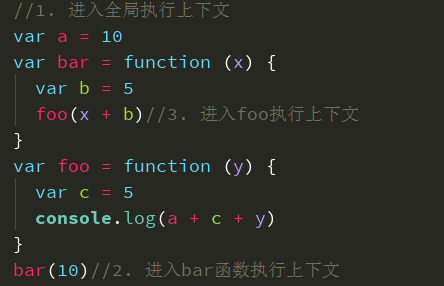 //1. 进入全局执行上下文
var a = 10
var bar = function (x) {
  var b = 5
  foo(x + b)//3. 进入foo执行上下文
}
var foo = function (y) {
  var c = 5
  console.log(a + c + y)
}
bar(10)//2. 进入bar函数执行上下文